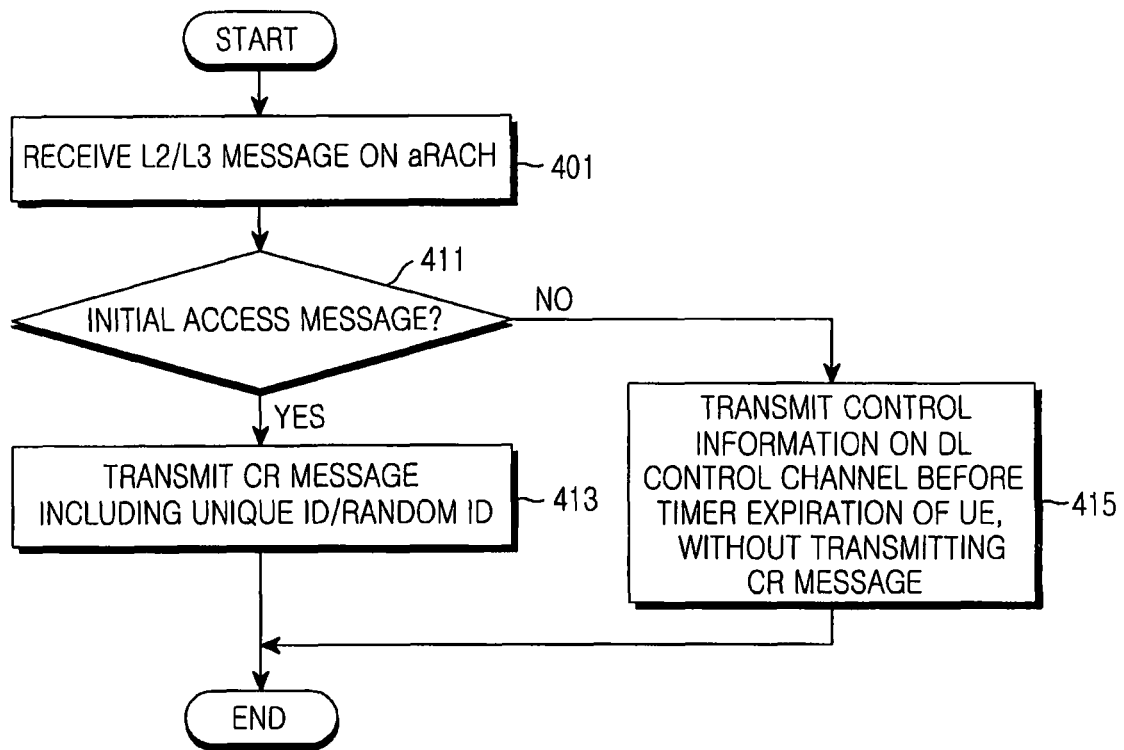 START
RECEIVE L2/L3 MESSAGE ON aRACH
401
411
INITIAL ACCESS MESSAGE?
NO
YES
TRANSMIT CR MESSAGE
INCLUDING UNIQUE ID/RANDOM ID
413
TRANSMIT CONTROL
INFORMATION ON DL
CONTROL CHANNEL BEFORE
TIMER EXPIRATION OF UE,
WITHOUT TRANSMITTING
CR MESSAGE
415
END